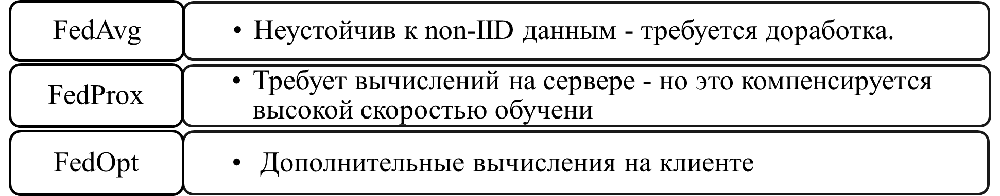 FedAvg
• Неустойчив к non-IID данным - требуется доработка.
FedProx
• Требует вычислений на сервере - но это компенсируется
высокой скоростью обучени
FedOpt
• Дополнительные вычисления на клиенте